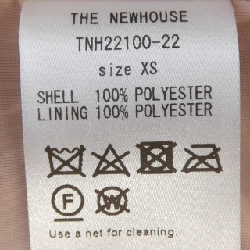 THE NEWHOUSE
TNH22100-22
size XS
SHELL 100% POLYESTER
LINING 100% POLYESTER
F W
Use a net for cleaning.